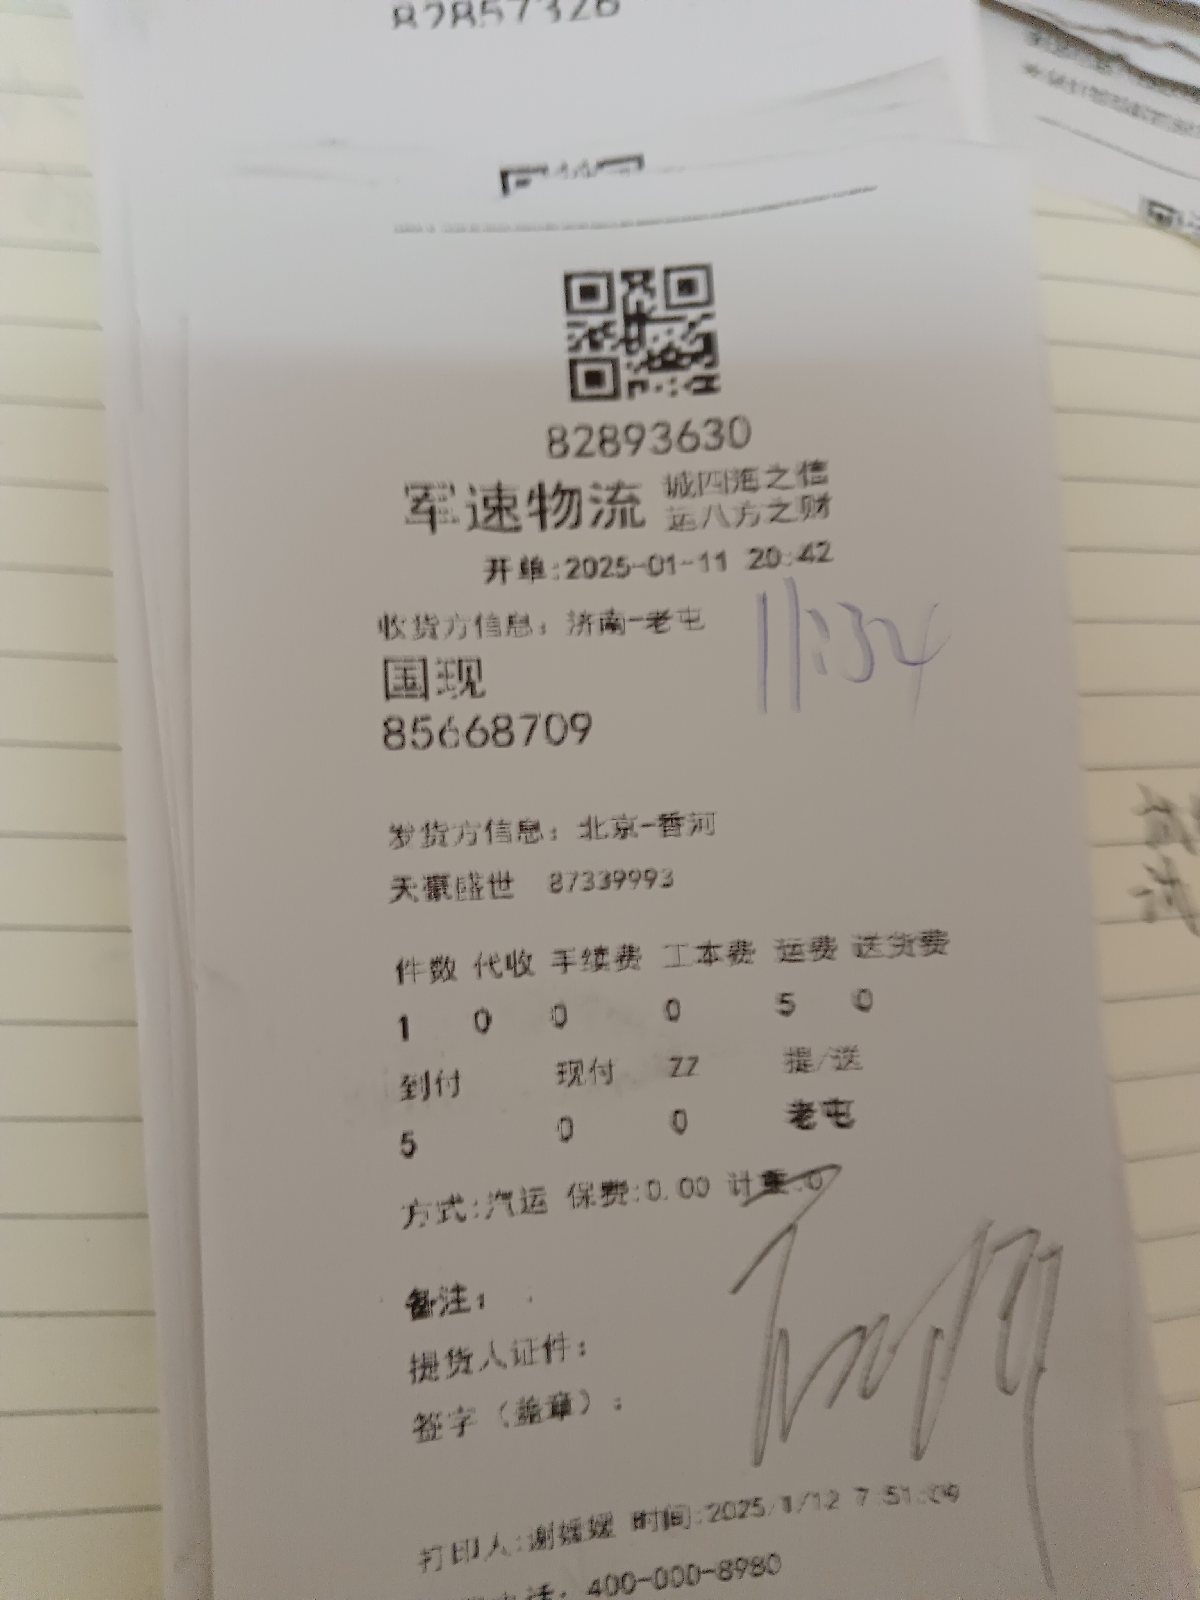 82857326
82893630
军速物流 诚四海之信
运八方之财
开单:2025-01-11 20:42
收货方信息：济南-老屯
11:34
国现
85668709
发货方信息：北京-香河
天豪盛世 87339993
件数 代收 手续费 工本费 运费 送货费
1 0 0 0 5 0
到付 现付 ZZ 提/送
5 0 0 老屯
方式:汽运 保费:0.00 计重:0
备注：
提货人证件：
签字（盖章）：
打印人:谢媛媛 时间:2025/1/12 7:51:09
电话：400-000-8980